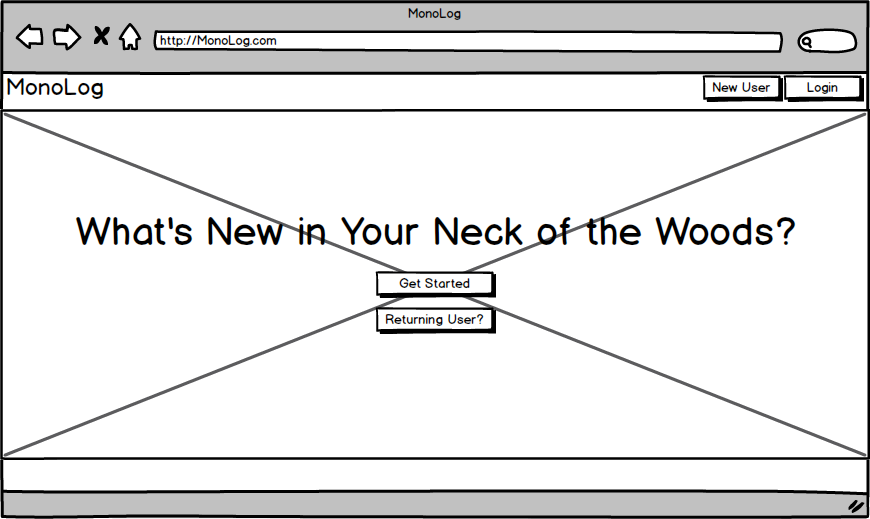 MonoLog
http://MonoLog.com
MonoLog
New User
Login
What's New in Your Neck of the Woods?
Get Started
Returning User?